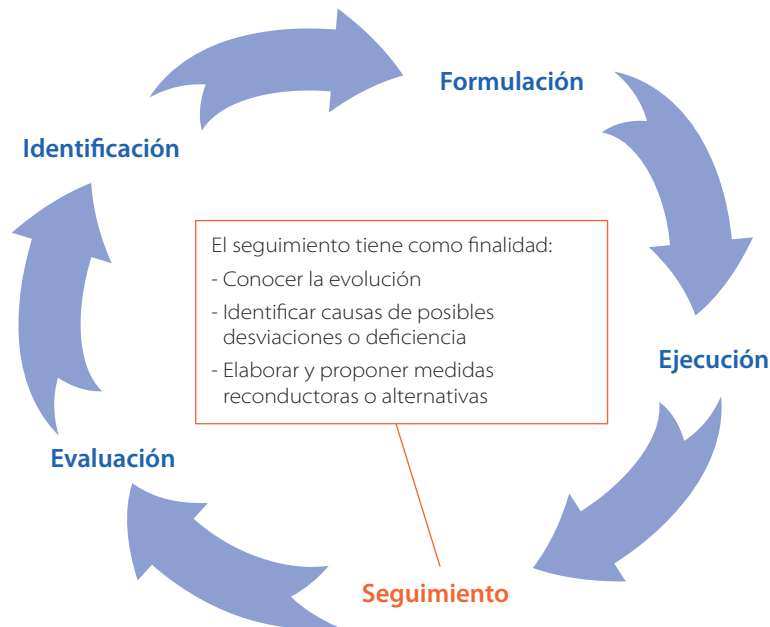 Formulación
Identificación
El seguimiento tiene como finalidad:
- Conocer la evolución
- Identificar causas de posibles
desviaciones o deficiencia
- Elaborar y proponer medidas
reconductoras o alternativas
Ejecución
Evaluación
Seguimiento